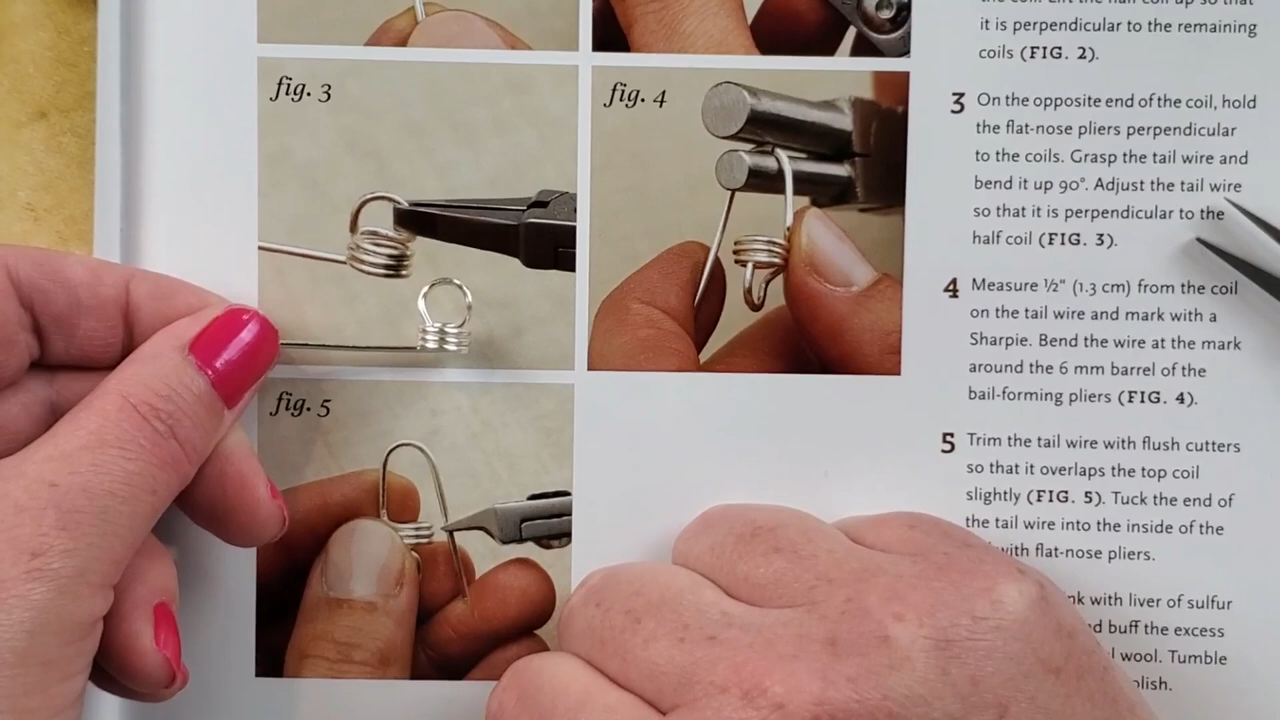 fig. 3
fig. 4
fig. 5
it is perpendicular to the remaining
coils (FIG. 2).
3 On the opposite end of the coil, hold
the flat-nose pliers perpendicular
to the coils. Grasp the tail wire and
bend it up 90°. Adjust the tail wire
so that it is perpendicular to the
half coil (FIG. 3).
4 Measure ½" (1.3 cm) from the coil
on the tail wire and mark with a
Sharpie. Bend the wire at the mark
around the 6 mm barrel of the
bail-forming pliers (FIG. 4).
5 Trim the tail wire with flush cutters
so that it overlaps the top coil
slightly (FIG. 5). Tuck the end of
the tail wire into the inside of the
with flat-nose pliers.
with liver of sulfur
buff the excess
wool. Tumble